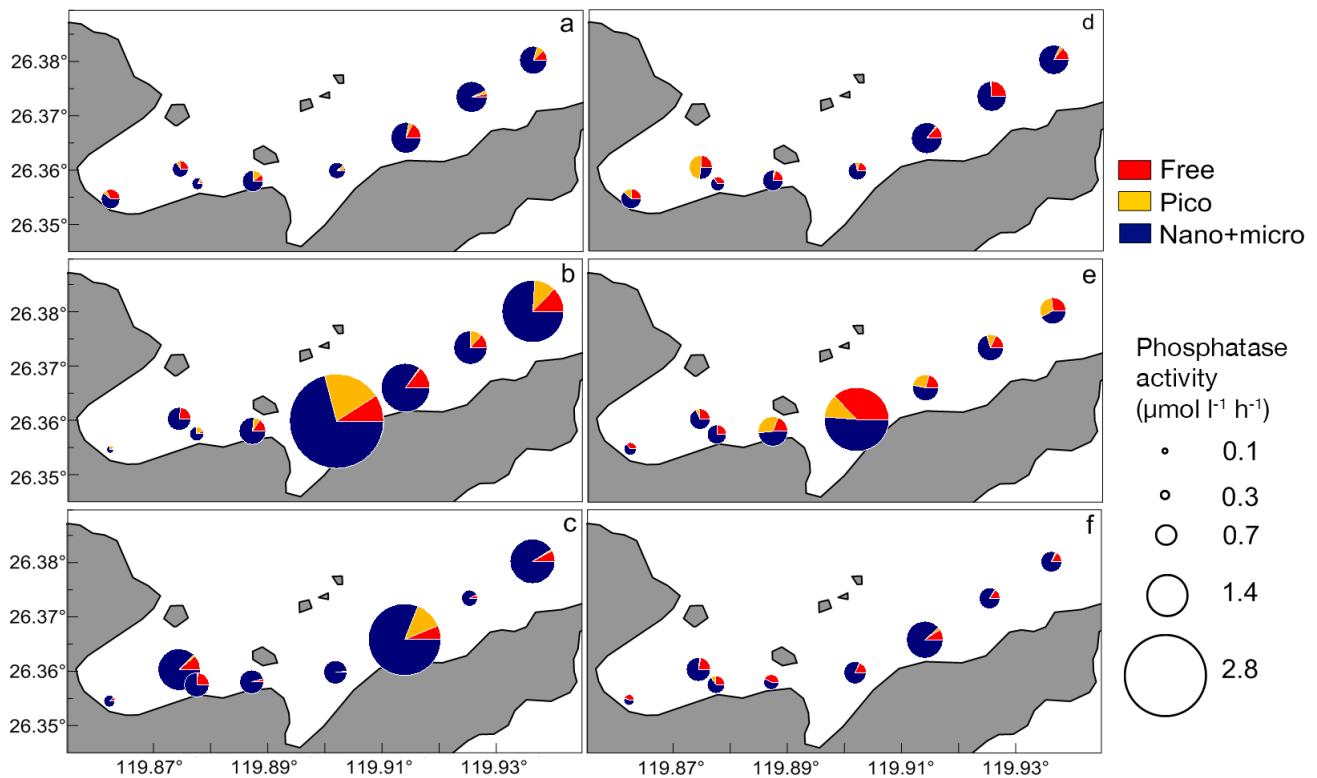 a
d
26.38°
26.37°
26.36°
26.35°
Free
Pico
Nano+micro
b
e
26.38°
26.37°
26.36°
26.35°
Phosphatase
activity
(µmol l⁻¹ h⁻¹)
0.1
0.3
0.7
1.4
2.8
c
f
26.38°
26.37°
26.36°
26.35°
119.87° 119.89° 119.91° 119.93° 119.87° 119.89° 119.91° 119.93°